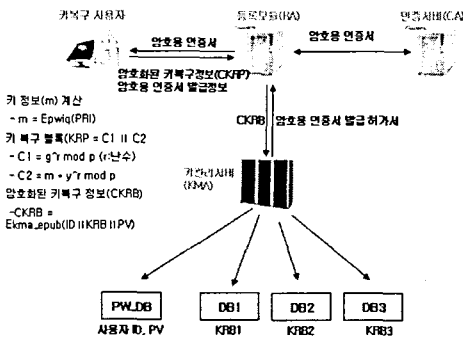 키복구 사용자
등록모듈(RA)
인증서버(CA)
암호용 인증서
암호용 인증서
암호화된 키복구정보(CKRP)
암호용 인증서 발급정보
키 정보(m) 계산
- m = Epwiq(PRI)
키 복구 블록(KRP = C1 II C2
- C1 = g^r mod p (r:난수)
- C2 = m * y^r mod p
암호화된 키복구 정보(CKRB)
-CKRB =
Ekma_epub(ID II KRB II PV)
CKRB
암호용 인증서 발급 허가서
키관리서버
(KMA)
PW_DB
DB1
DB2
DB3
사용자 ID, PV
KRB1
KRB2
KRB3